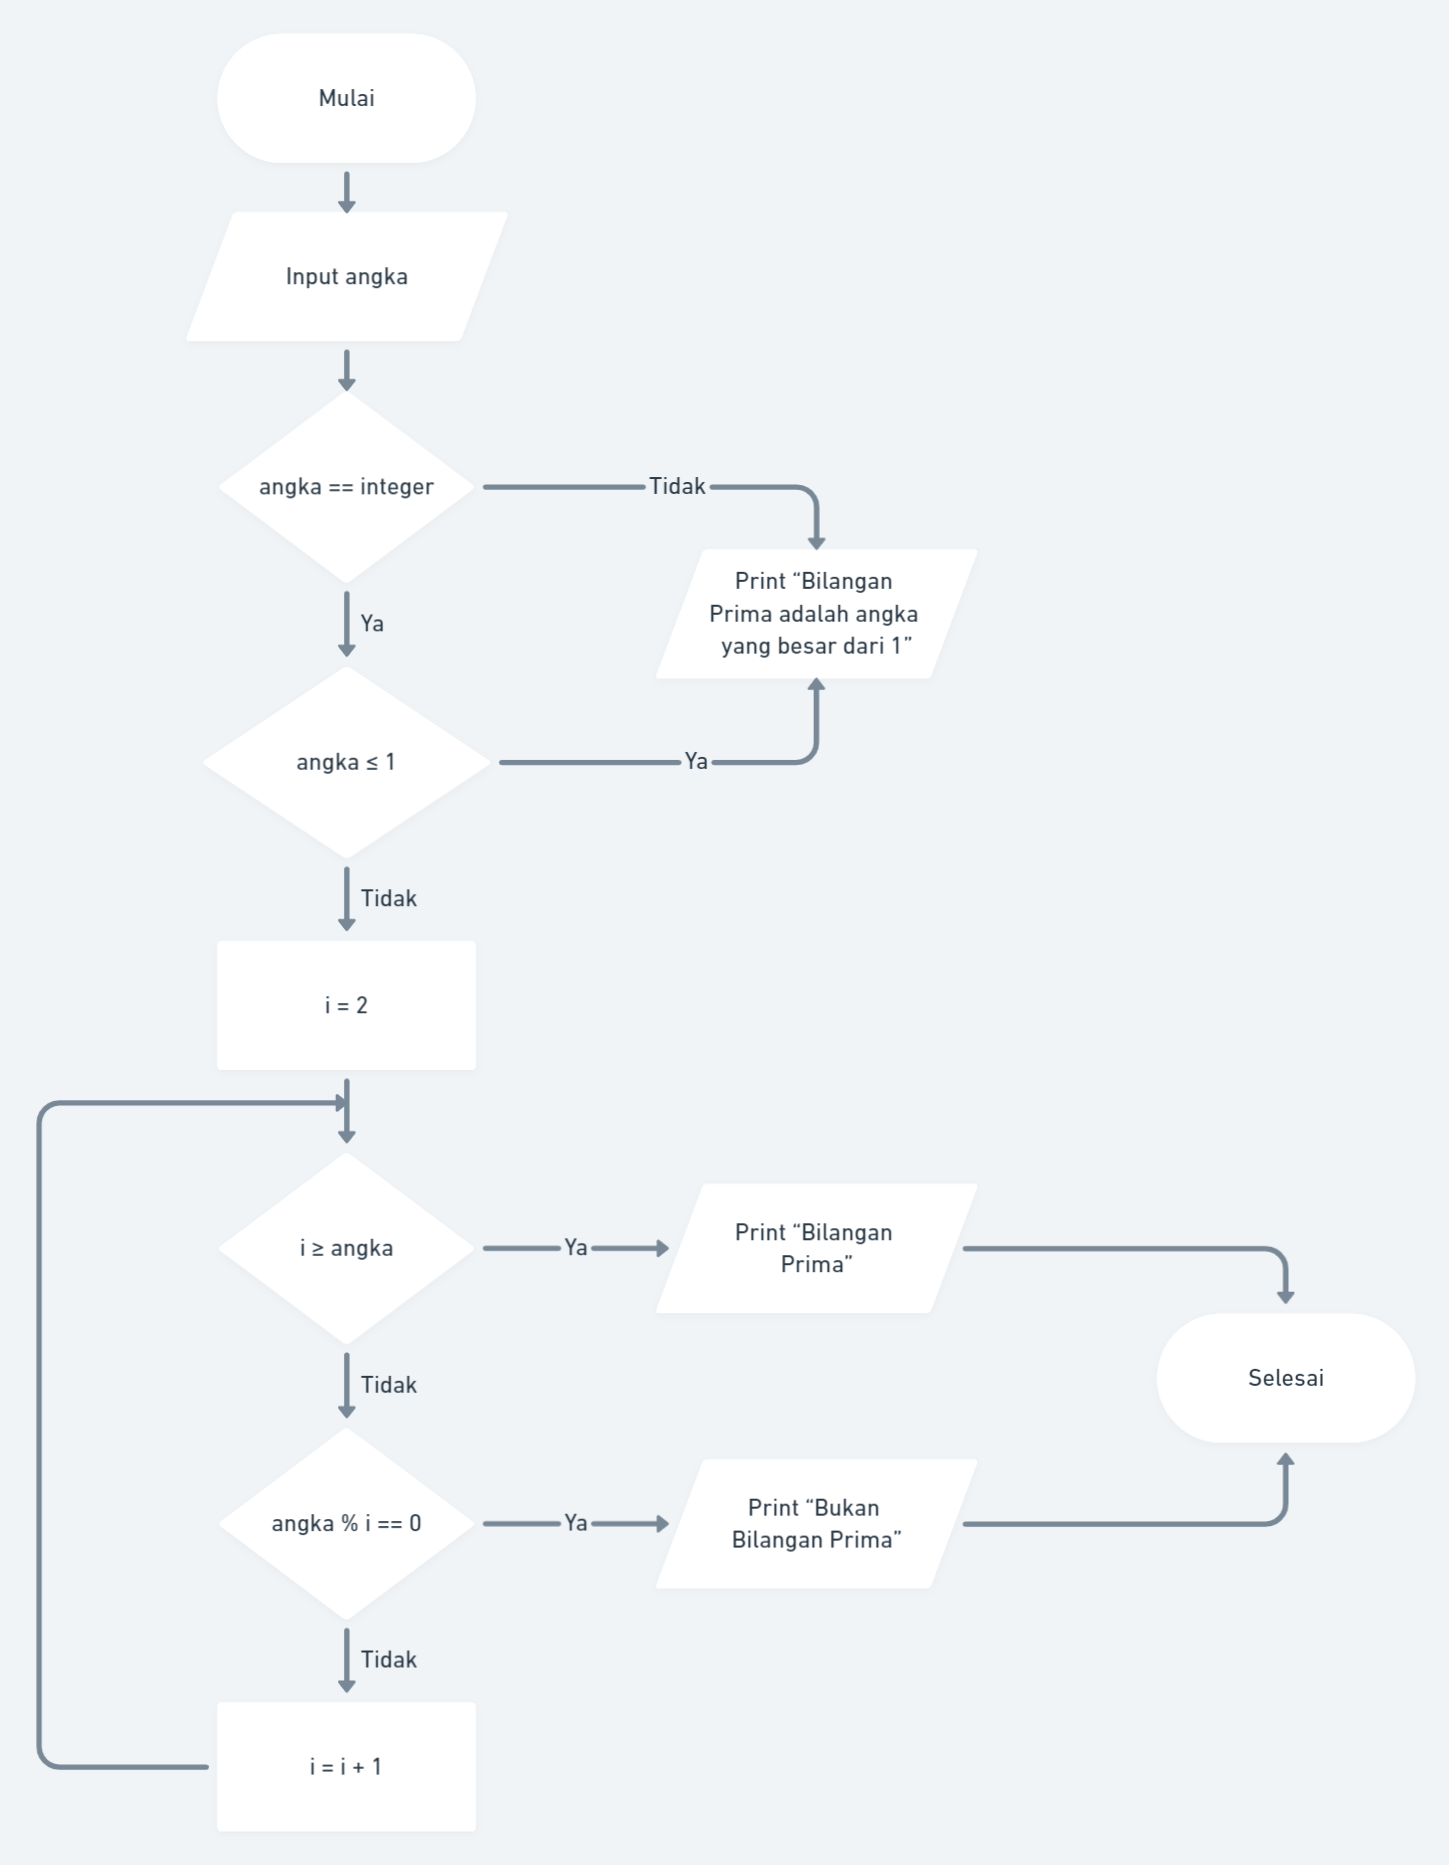 Mulai
Input angka
angka == integer
Tidak
Print “Bilangan
Prima adalah angka
yang besar dari 1”
Ya
angka ≤ 1
Ya
Tidak
i = 2
i ≥ angka
Ya
Print “Bilangan
Prima”
Tidak
Selesai
angka % i == 0
Ya
Print “Bukan
Bilangan Prima”
Tidak
i = i + 1